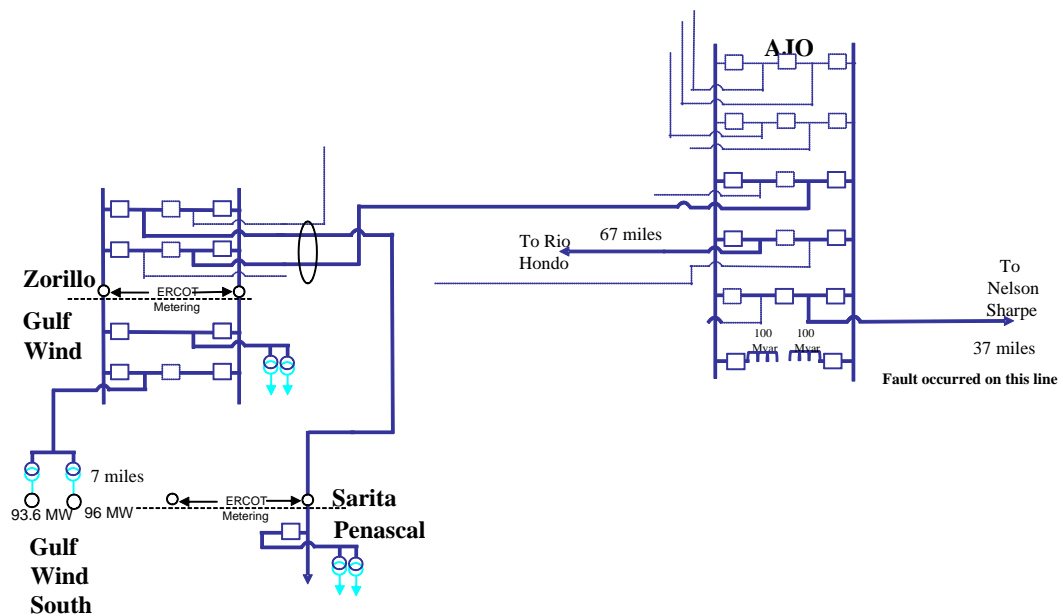 AJO
To Rio
Hondo
67 miles
To
Nelson
Sharpe
37 miles
Fault occurred on this line
100
Mvar
100
Mvar
Zorillo
ERCOT
Metering
Gulf
Wind
7 miles
93.6 MW
96 MW
Gulf
Wind
South
ERCOT
Metering
Sarita
Penascal